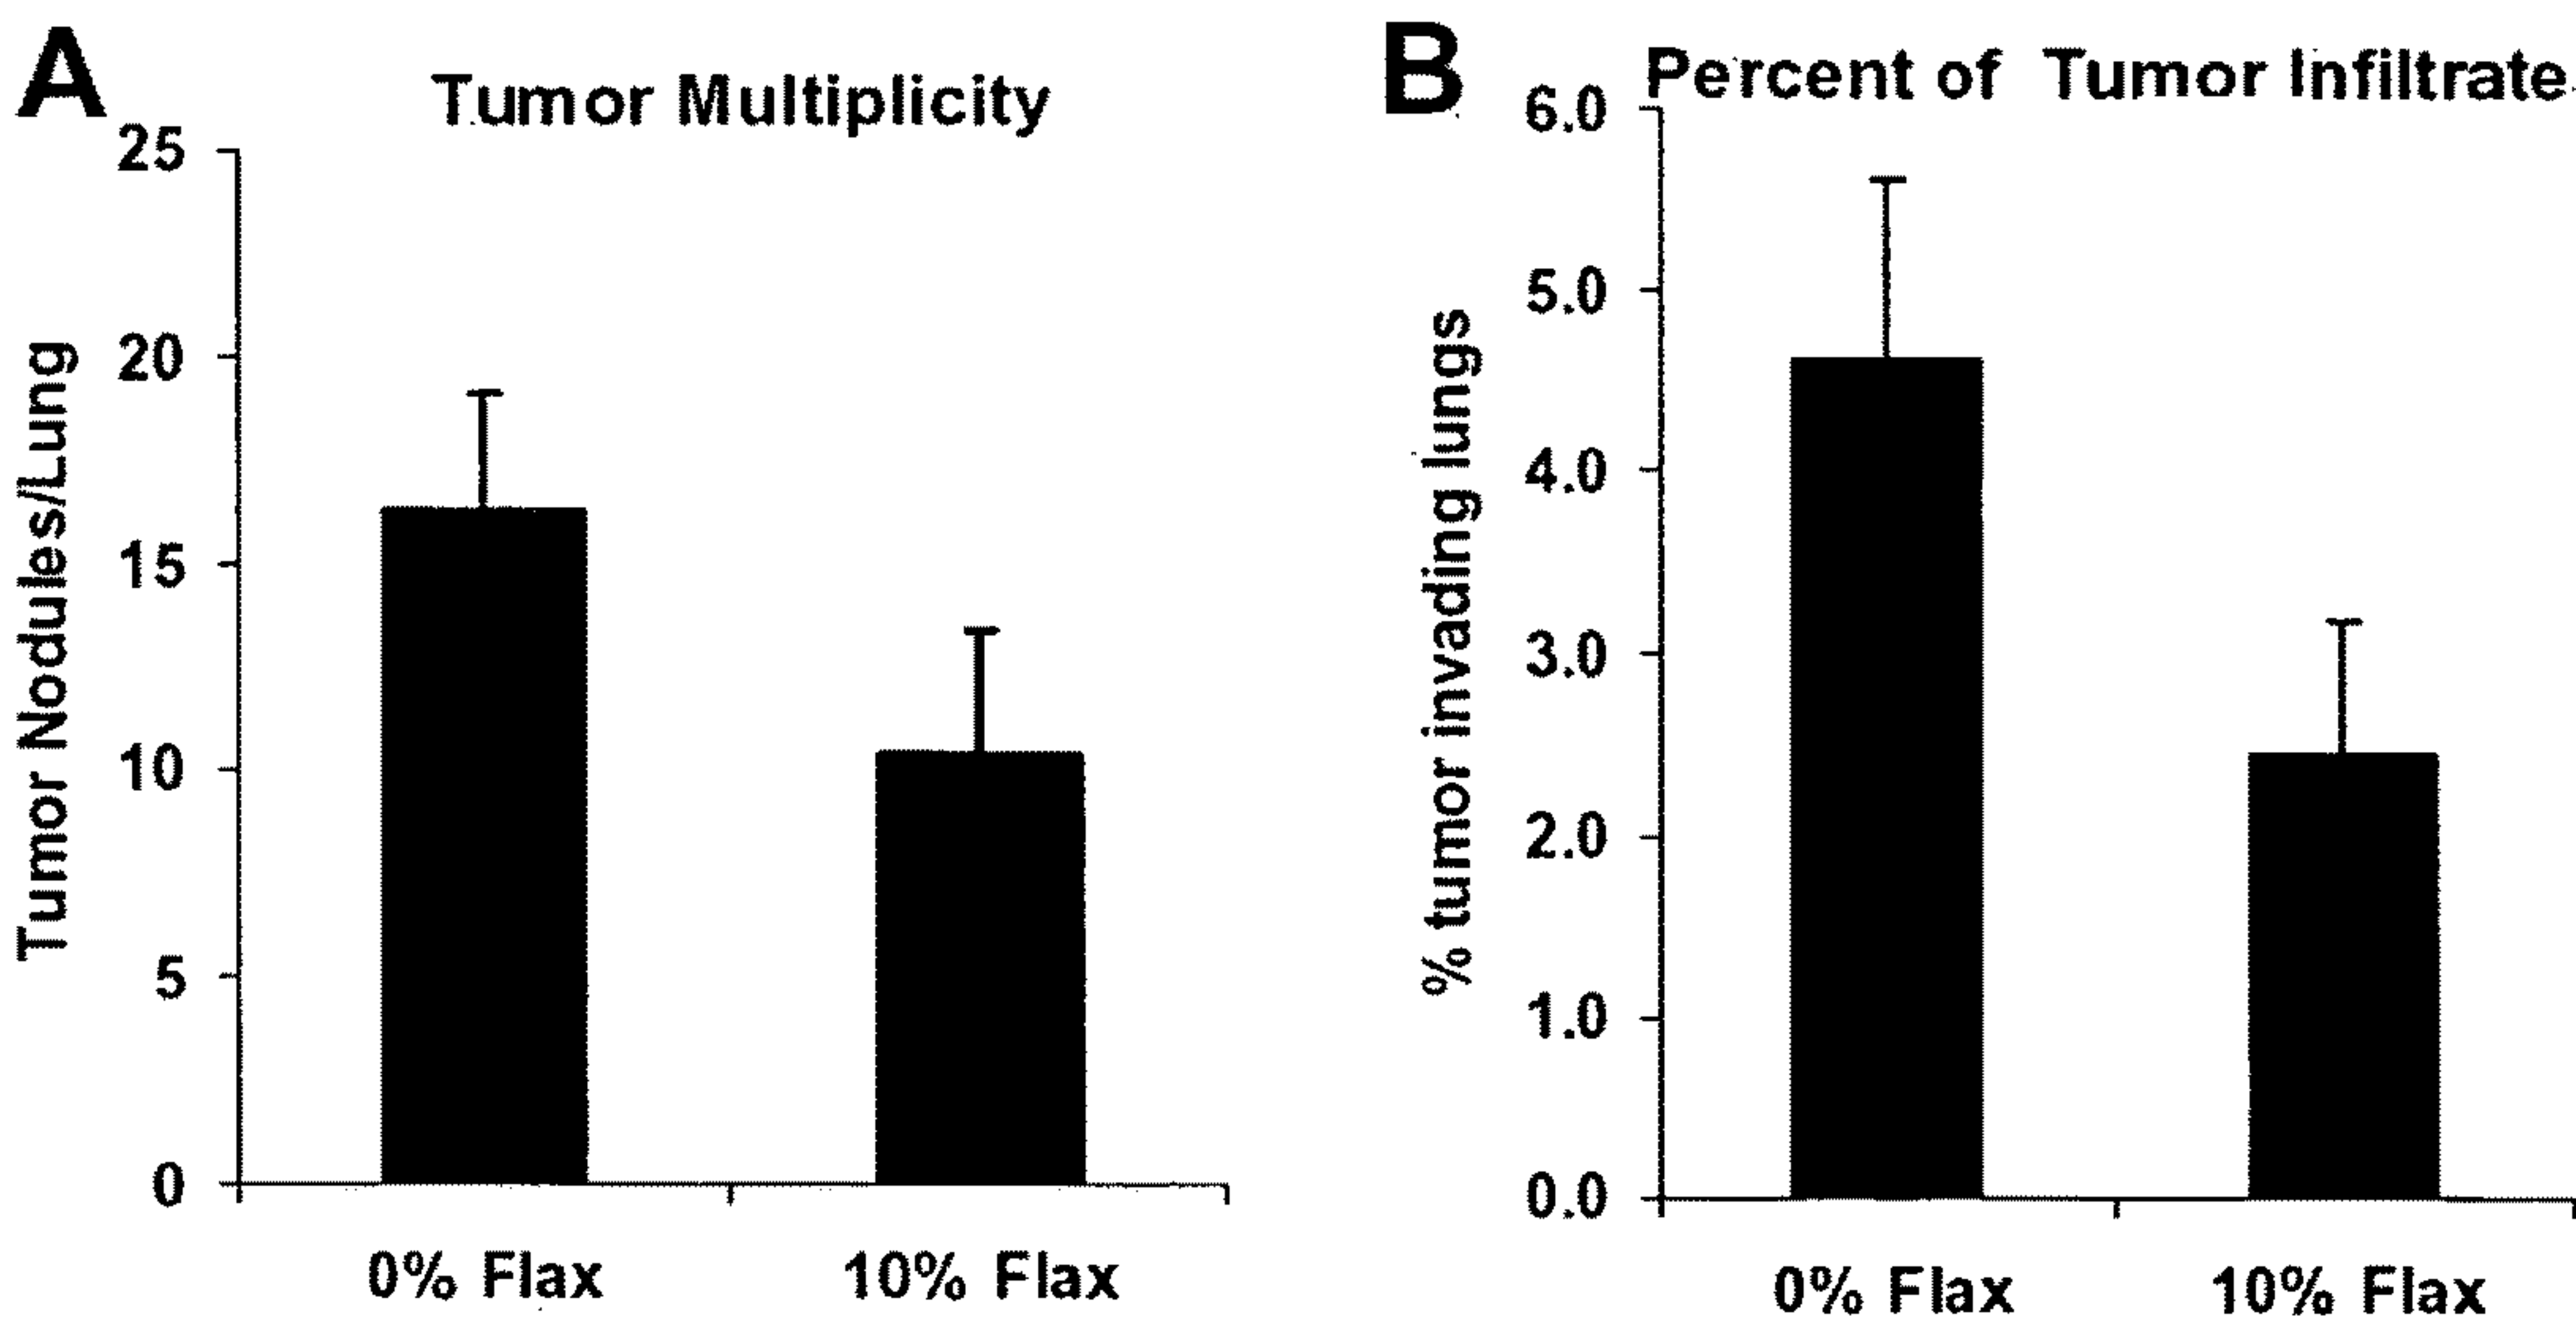 A
Tumor Multiplicity
Tumor Nodules/Lung
25
20
15
10
5
0
0% Flax
10% Flax
B
Percent of Tumor Infiltrate
% tumor invading lungs
6.0
5.0
4.0
3.0
2.0
1.0
0.0
0% Flax
10% Flax